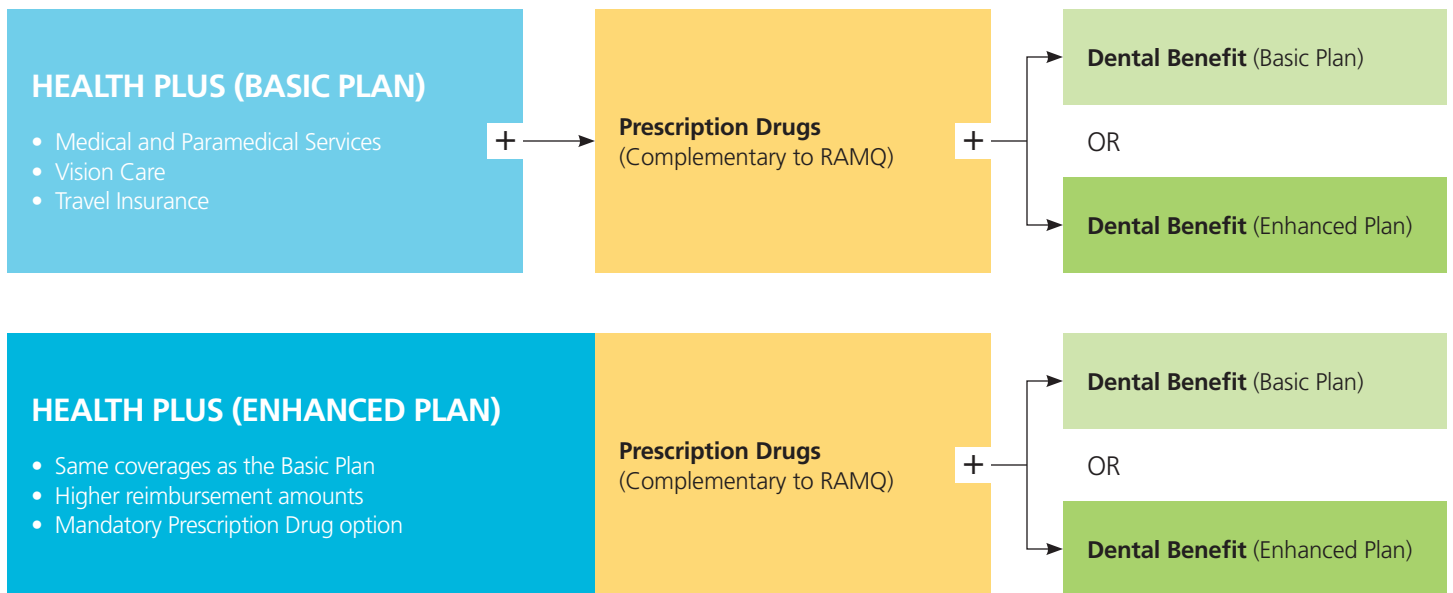 HEALTH PLUS (BASIC PLAN)
• Medical and Paramedical Services
• Vision Care
• Travel Insurance
+
Prescription Drugs
(Complementary to RAMQ)
+
Dental Benefit (Basic Plan)
OR
Dental Benefit (Enhanced Plan)
HEALTH PLUS (ENHANCED PLAN)
• Same coverages as the Basic Plan
• Higher reimbursement amounts
• Mandatory Prescription Drug option
Prescription Drugs
(Complementary to RAMQ)
+
Dental Benefit (Basic Plan)
OR
Dental Benefit (Enhanced Plan)